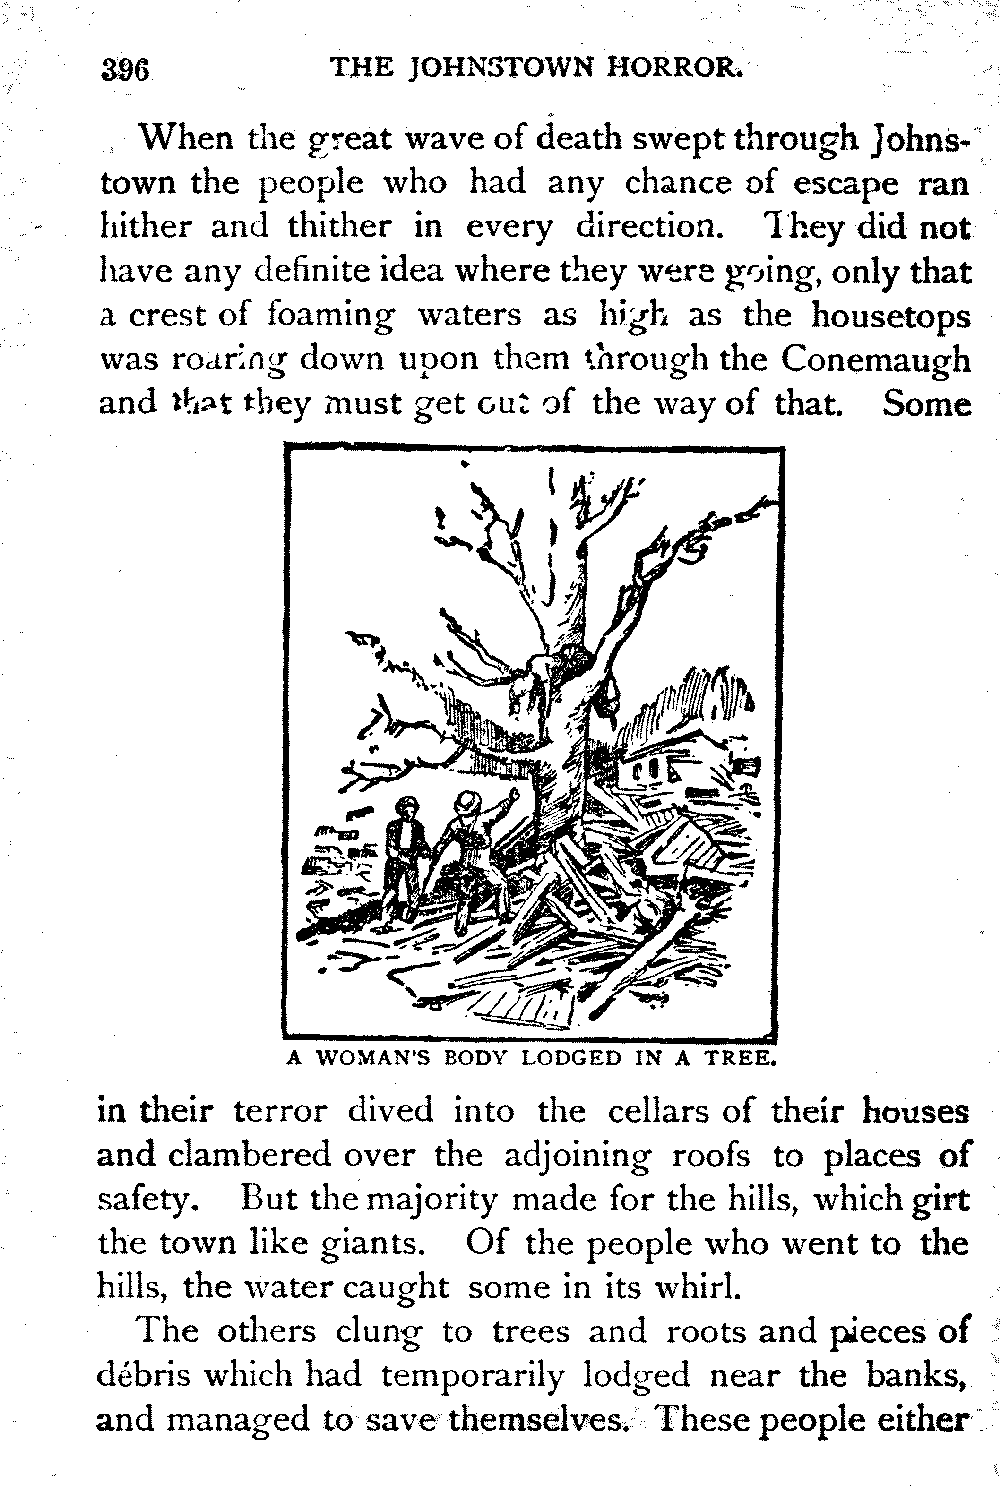 396 THE JOHNSTOWN HORROR.
When the great wave of death swept through Johns-
town the people who had any chance of escape ran
hither and thither in every direction. They did not
have any definite idea where they were going, only that
a crest of foaming waters as high as the housetops
was roaring down upon them through the Conemaugh
and that they must get out of the way of that. Some
A WOMAN'S BODY LODGED IN A TREE.
in their terror dived into the cellars of their houses
and clambered over the adjoining roofs to places of
safety. But the majority made for the hills, which girt
the town like giants. Of the people who went to the
hills, the water caught some in its whirl.
The others clung to trees and roots and pieces of
débris which had temporarily lodged near the banks,
and managed to save themselves. These people either